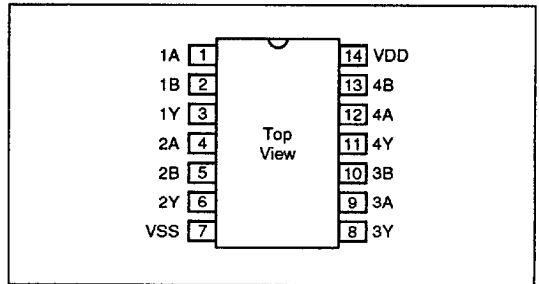 1A 1 14 VDD
1B 2 13 4B
1Y 3 12 4A
2A 4 11 4Y
2B 5 10 3B
2Y 6 9 3A
VSS 7 8 3Y
Top
View